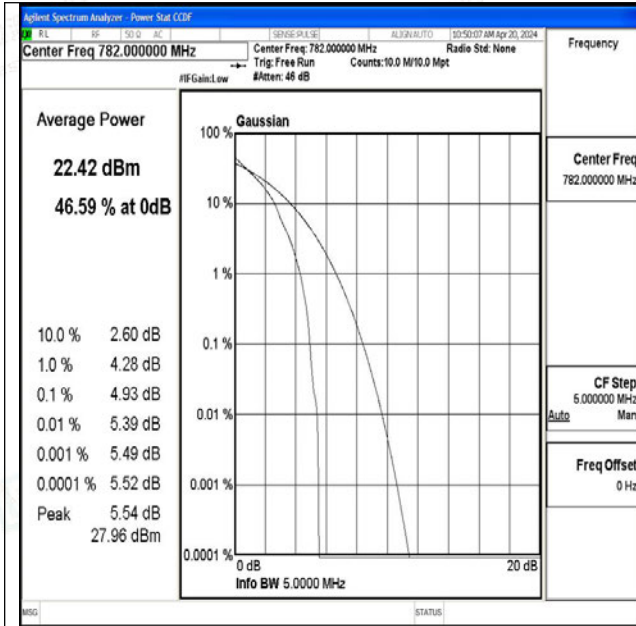 Agilent Spectrum Analyzer - Power Stat CCDF
RL RF 50 Ω AC SENSE:PULSE ALIGNAUTO 10:50:07 AM Apr 20, 2024
Center Freq 782.000000 MHz
Center Freq: 782.000000 MHz Radio Std: None
Trig: Free Run Counts:10.0 M/10.0 Mpt
#IFGain:Low #Atten: 46 dB
Frequency
Average Power
22.42 dBm
46.59 % at 0dB
10.0 % 2.60 dB
1.0 % 4.28 dB
0.1 % 4.93 dB
0.01 % 5.39 dB
0.001 % 5.49 dB
0.0001 % 5.52 dB
Peak 5.54 dB
27.96 dBm
Gaussian
100 %
10 %
1 %
0.1 %
0.01 %
0.001 %
0.0001 %
0 dB 20 dB
Info BW 5.0000 MHz
Center Freq
782.000000 MHz
CF Step
5.000000 MHz
Auto Man
Freq Offset
0 Hz
MSG STATUS